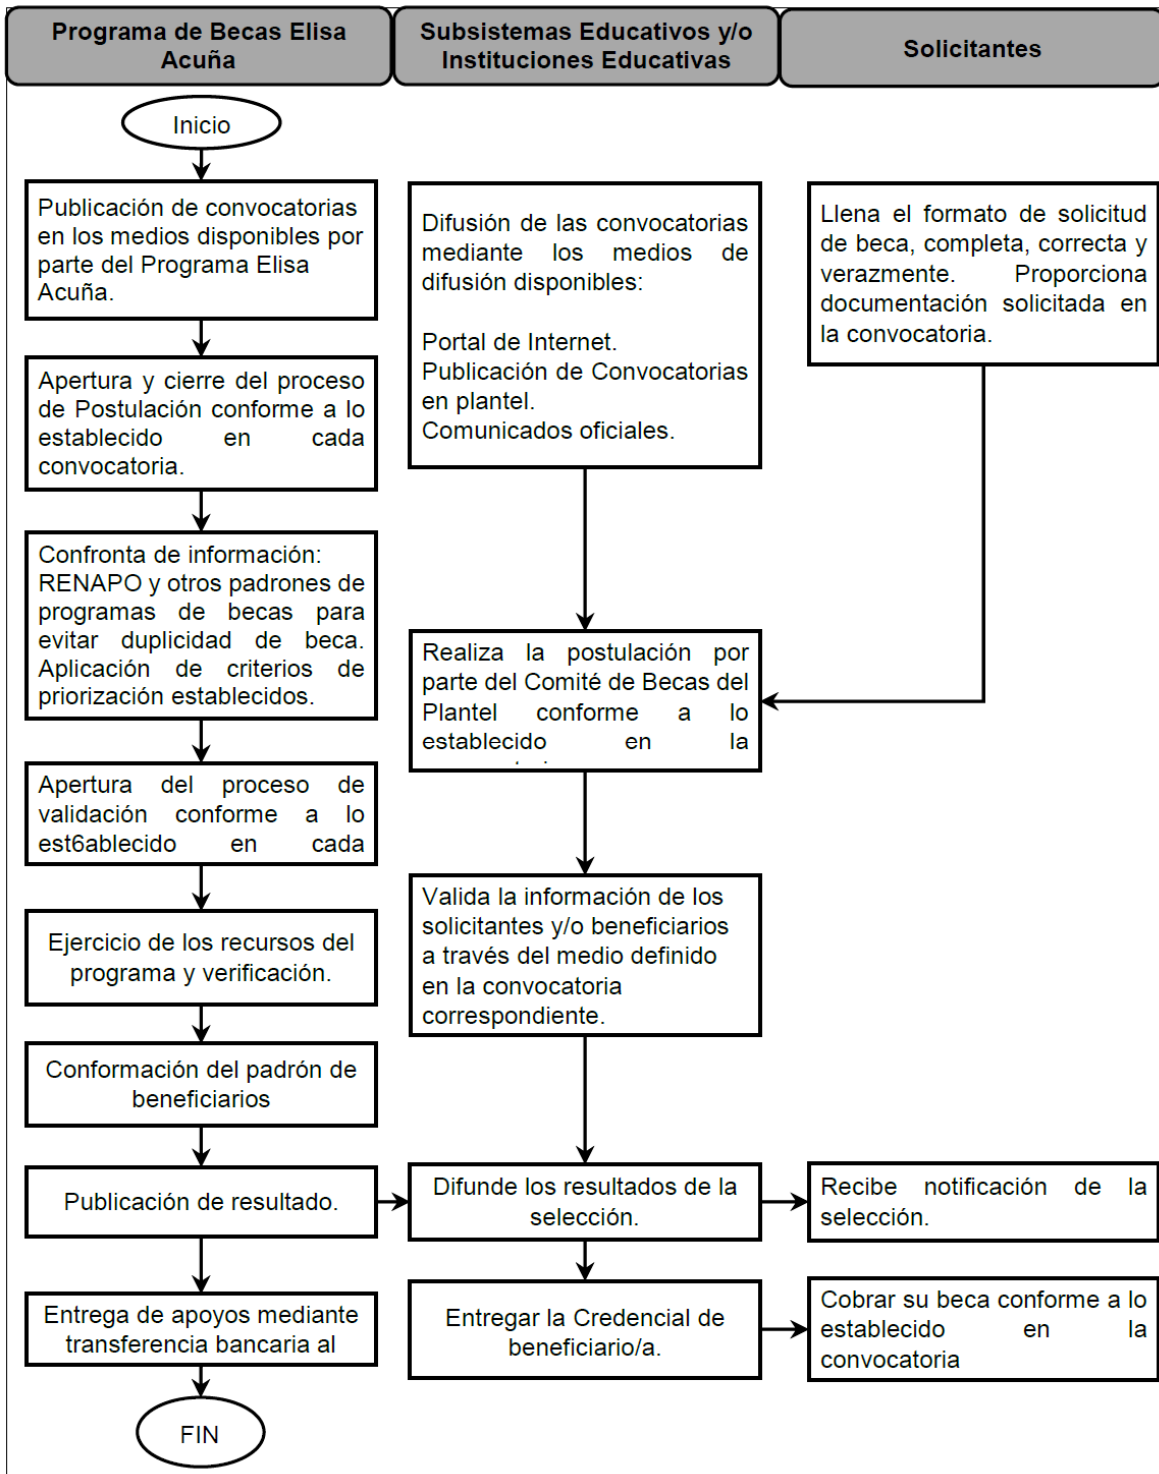 Programa de Becas Elisa
Acuña
Subsistemas Educativos y/o
Instituciones Educativas
Solicitantes
Inicio
Publicación de convocatorias
en los medios disponibles por
parte del Programa Elisa
Acuña.
Apertura y cierre del proceso
de Postulación conforme a lo
establecido en cada
convocatoria.
Confronta de información:
RENAPO y otros padrones de
programas de becas para
evitar duplicidad de beca.
Aplicación de criterios de
priorización establecidos.
Apertura del proceso de
validación conforme a lo
est6ablecido en cada
Ejercicio de los recursos del
programa y verificación.
Conformación del padrón de
beneficiarios
Publicación de resultado.
Entrega de apoyos mediante
transferencia bancaria al
FIN
Difusión de las convocatorias
mediante los medios de
difusión disponibles:
Portal de Internet.
Publicación de Convocatorias
en plantel.
Comunicados oficiales.
Realiza la postulación por
parte del Comité de Becas del
Plantel conforme a lo
establecido en la
Valida la información de los
solicitantes y/o beneficiarios
a través del medio definido
en la convocatoria
correspondiente.
Difunde los resultados de la
selección.
Entregar la Credencial de
beneficiario/a.
Llena el formato de solicitud
de beca, completa, correcta y
verazmente. Proporciona
documentación solicitada en
la convocatoria.
Recibe notificación de la
selección.
Cobrar su beca conforme a lo
establecido en la
convocatoria